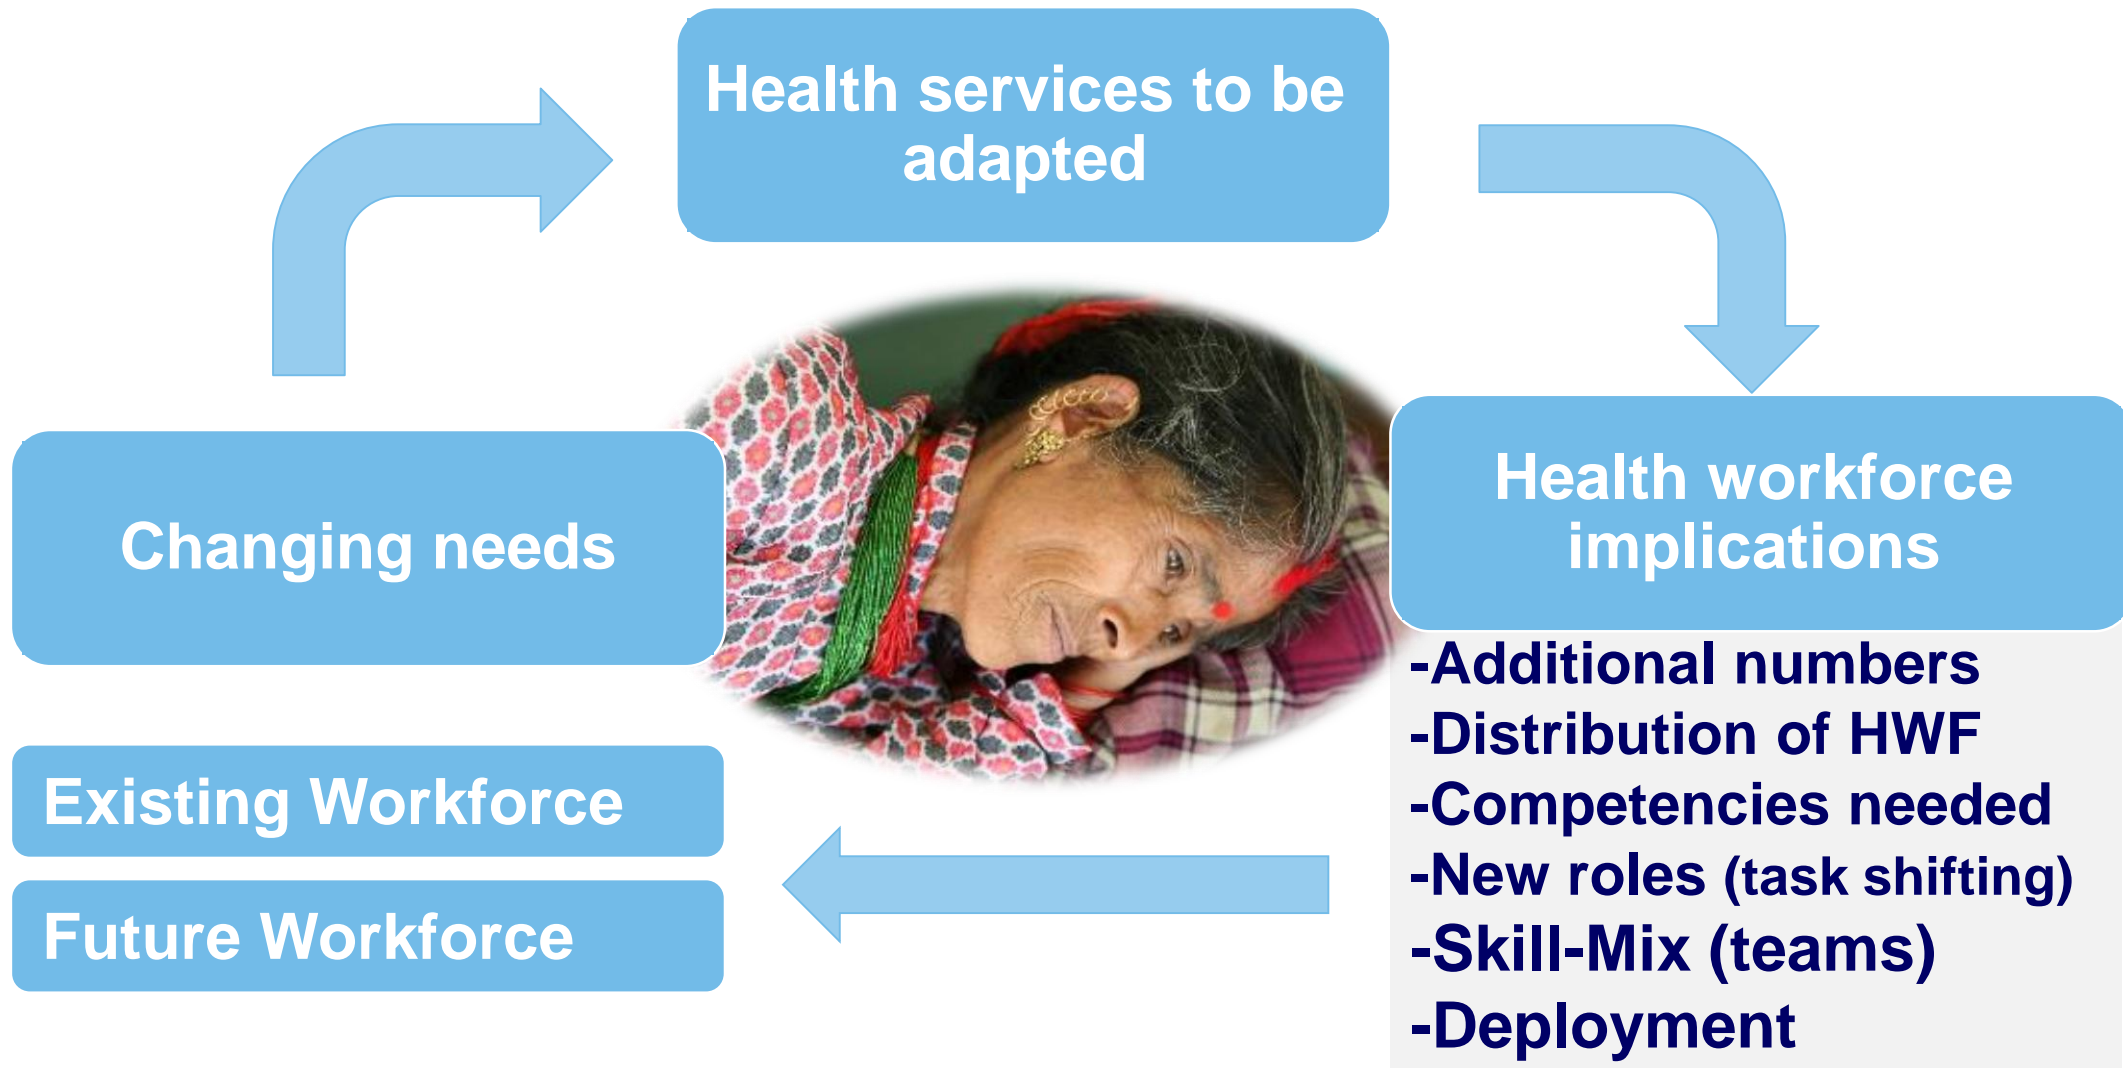 Health services to be
adapted
Changing needs
Health workforce
implications
-Additional numbers
-Distribution of HWF
-Competencies needed
-New roles (task shifting)
-Skill-Mix (teams)
-Deployment
Existing Workforce
Future Workforce